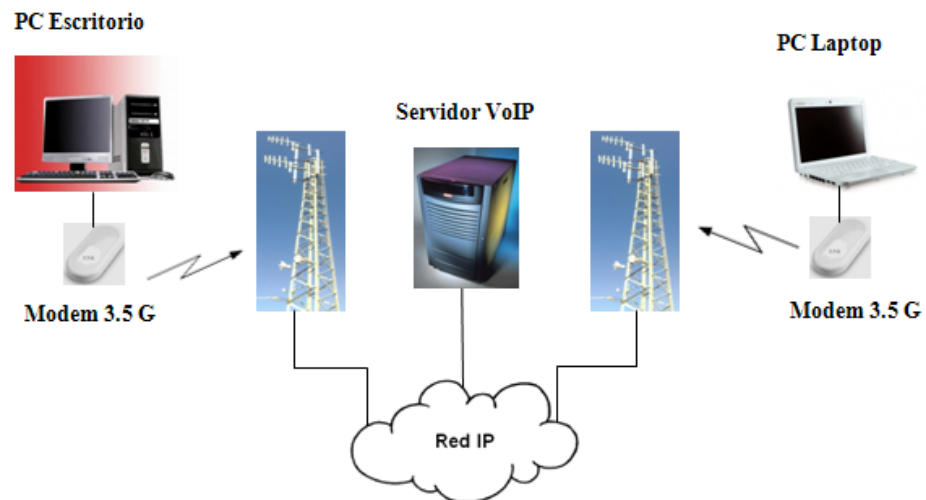 PC Escritorio
PC Laptop
Servidor VoIP
Modem 3.5 G
Modem 3.5 G
Red IP